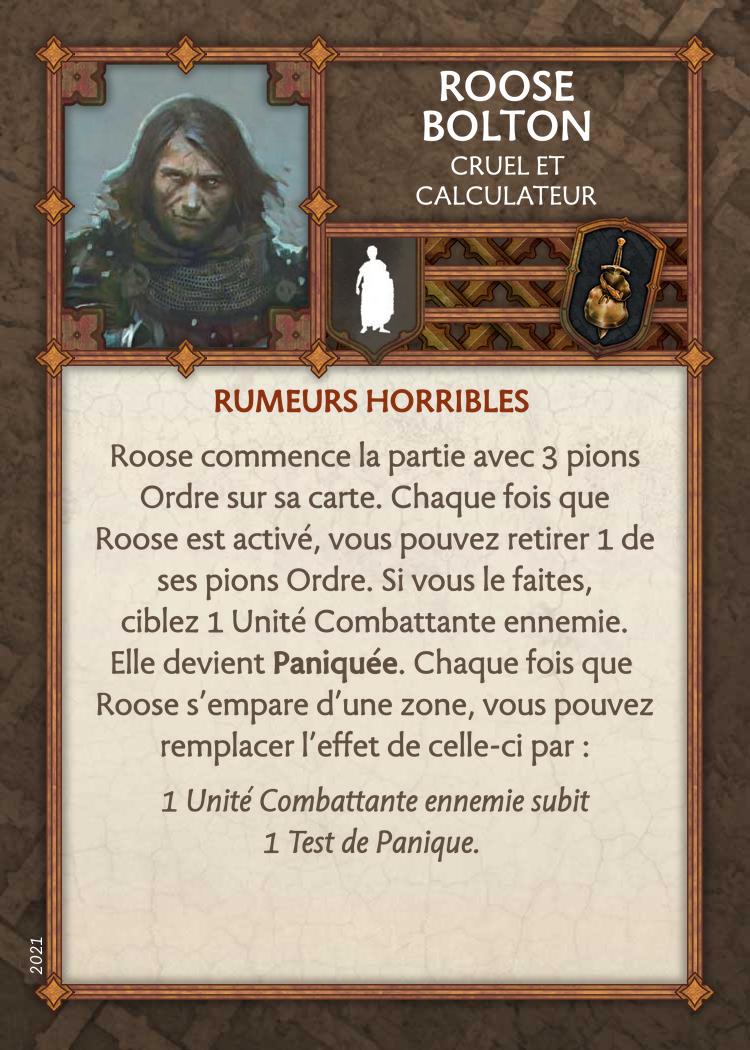 ROOSE
BOLTON
CRUEL ET
CALCULATEUR
RUMEURS HORRIBLES
Roose commence la partie avec 3 pions
Ordre sur sa carte. Chaque fois que
Roose est activé, vous pouvez retirer 1 de
ses pions Ordre. Si vous le faites,
ciblez 1 Unité Combattante ennemie.
Elle devient Paniquée. Chaque fois que
Roose s’empare d’une zone, vous pouvez
remplacer l’effet de celle-ci par :
1 Unité Combattante ennemie subit
1 Test de Panique.
2021